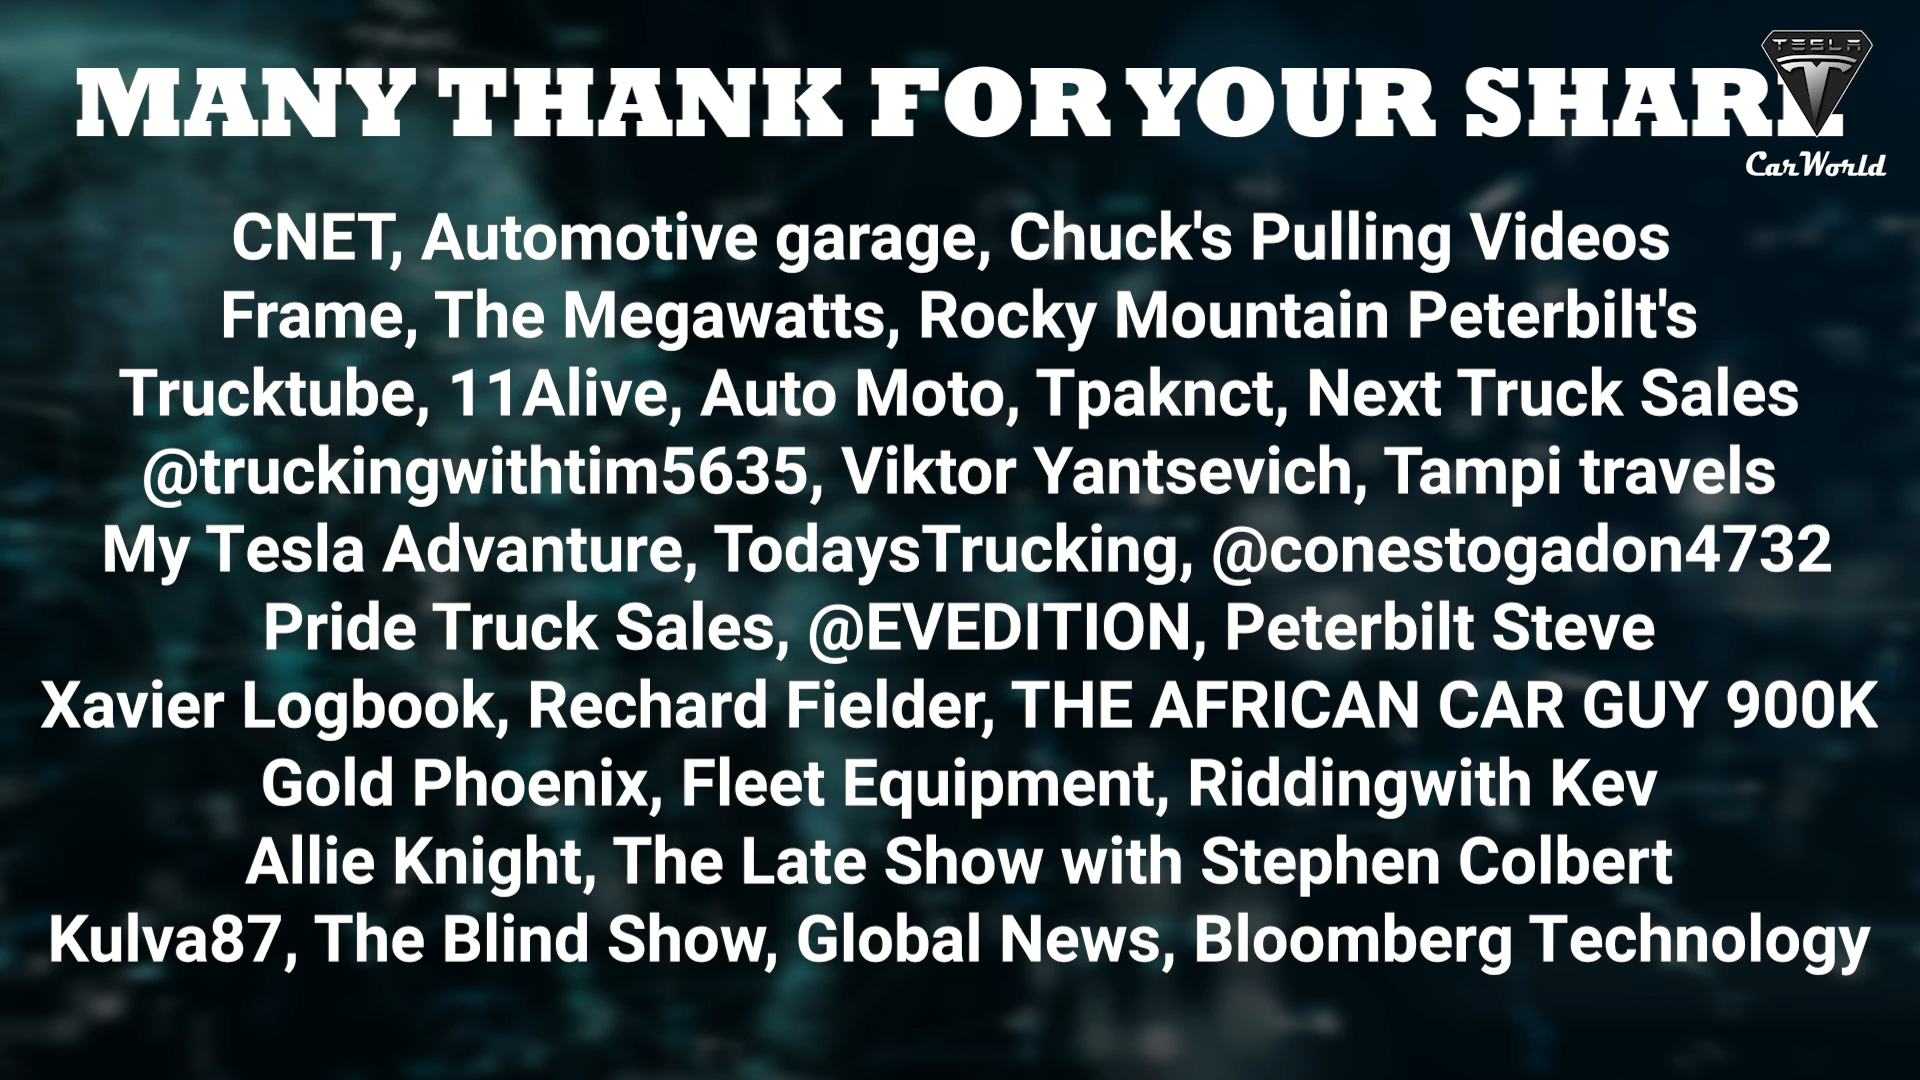 MANY THANK FOR YOUR SHARE
TESLA
CarWorld
CNET, Automotive garage, Chuck's Pulling Videos
Frame, The Megawatts, Rocky Mountain Peterbilt's
Trucktube, 11Alive, Auto Moto, Tpaknct, Next Truck Sales
@truckingwithtim5635, Viktor Yantsevich, Tampi travels
My Tesla Advanture, TodaysTrucking, @conestogadon4732
Pride Truck Sales, @EVEDITION, Peterbilt Steve
Xavier Logbook, Rechard Fielder, THE AFRICAN CAR GUY 900K
Gold Phoenix, Fleet Equipment, Riddingwith Kev
Allie Knight, The Late Show with Stephen Colbert
Kulva87, The Blind Show, Global News, Bloomberg Technology